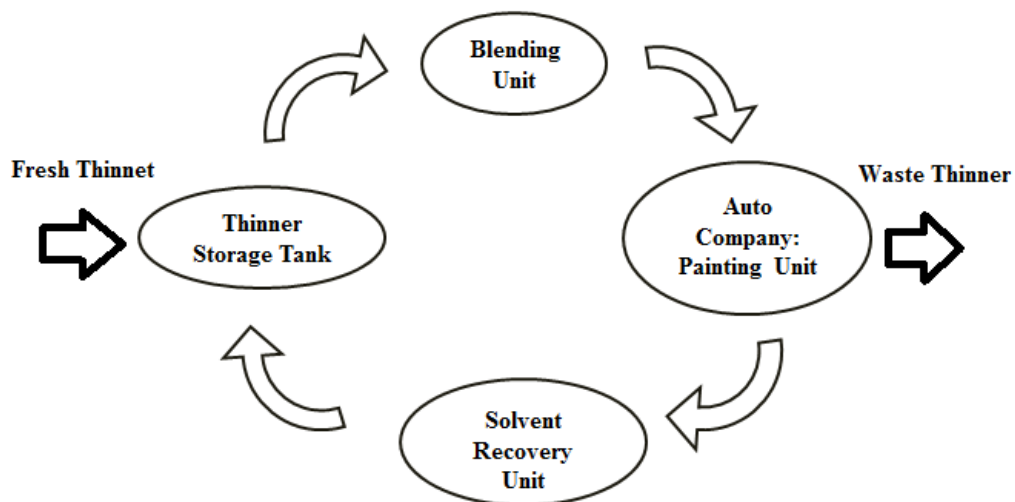 Blending
Unit
Fresh Thinnet
Thinner
Storage Tank
Auto
Company:
Painting Unit
Waste Thinner
Solvent
Recovery
Unit